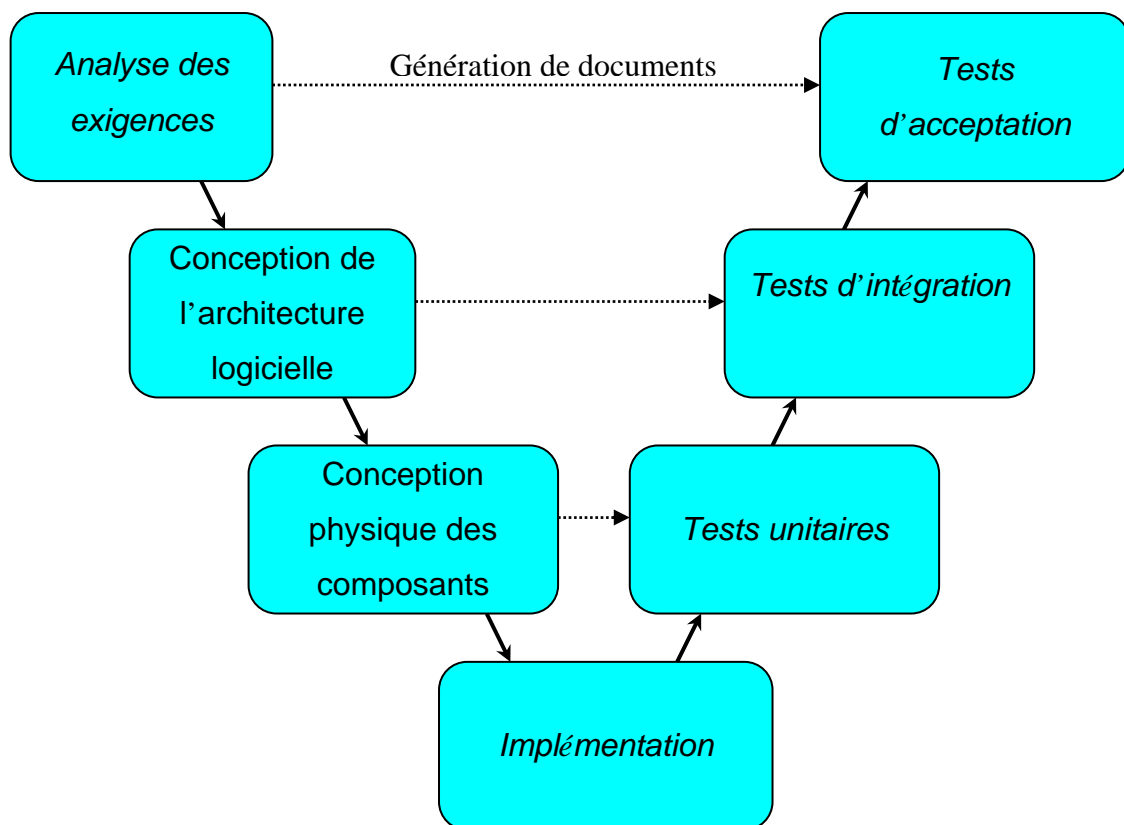 Analyse des
exigences
Génération de documents
Tests
d’acceptation
Conception de
l’architecture
logicielle
Tests d’intégration
Conception
physique des
composants
Tests unitaires
Implémentation